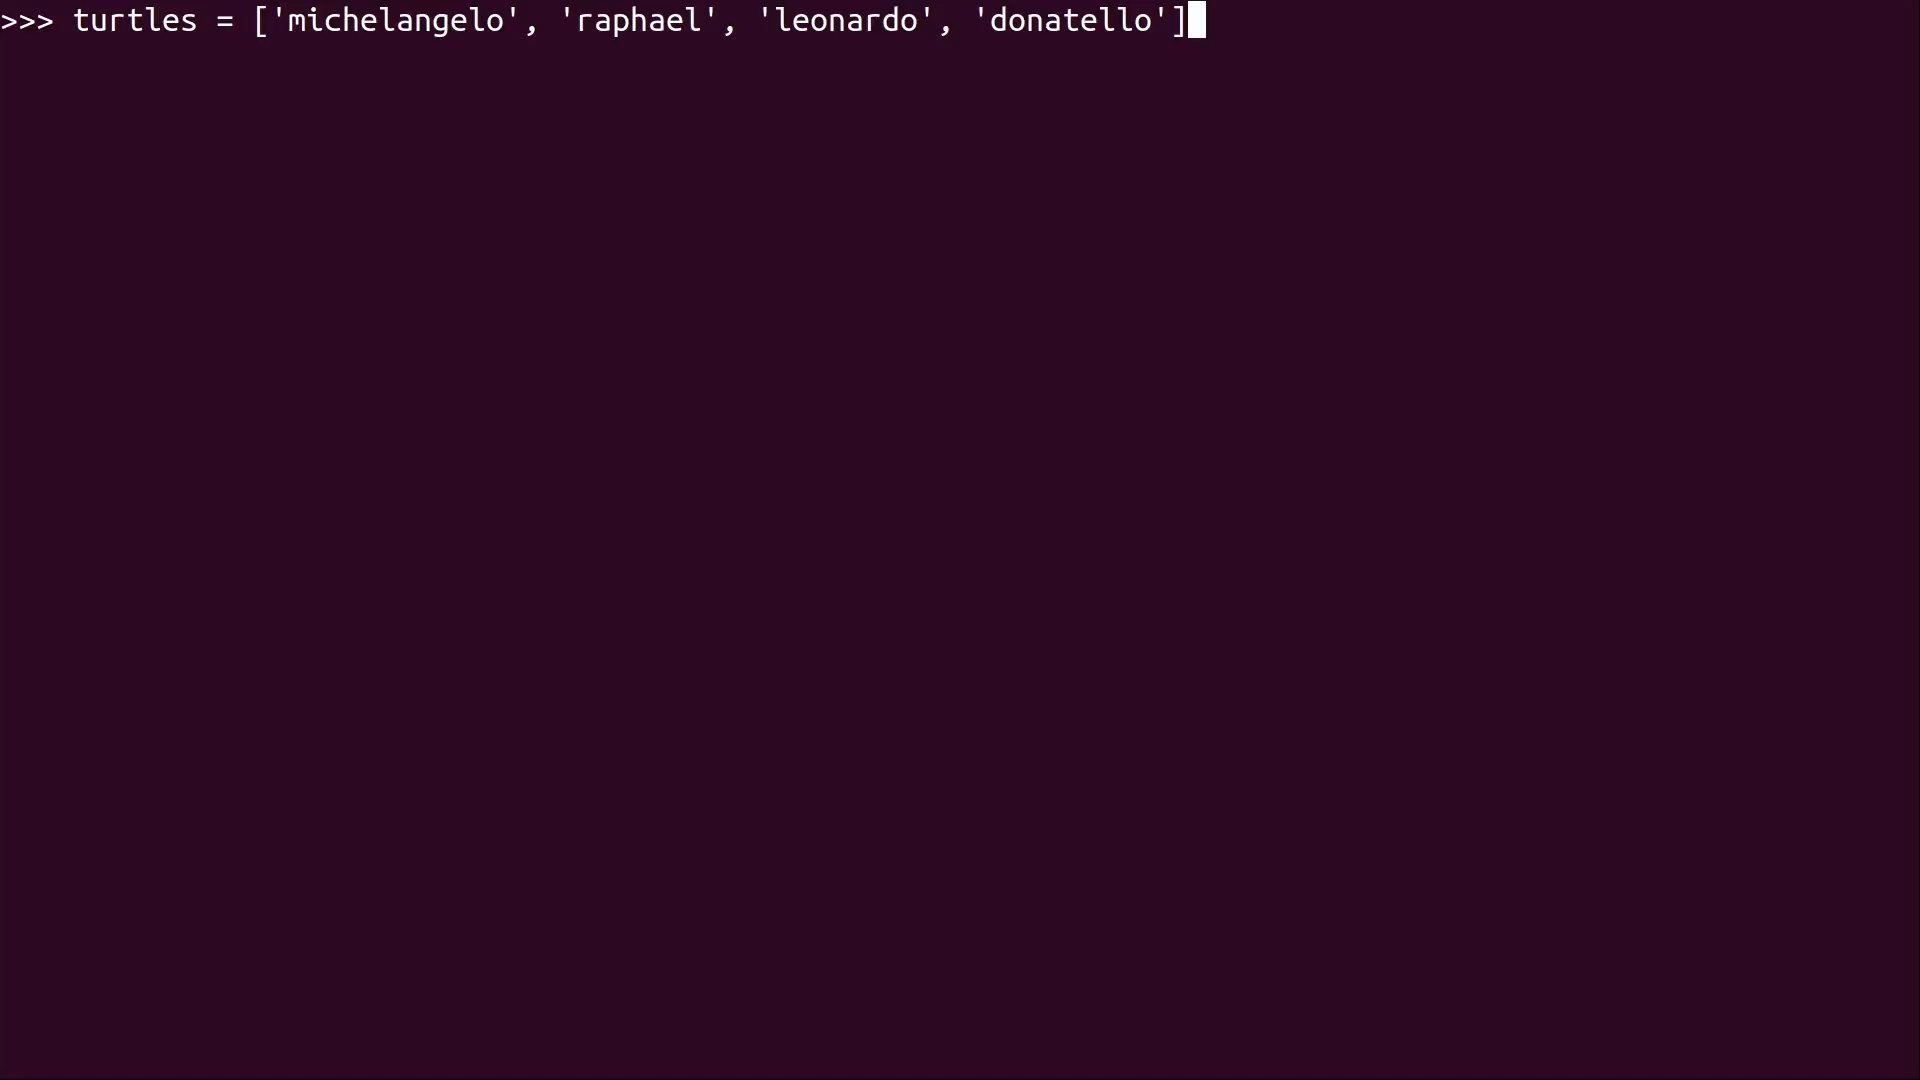 >>> turtles = ['michelangelo', 'raphael', 'leonardo', 'donatello']